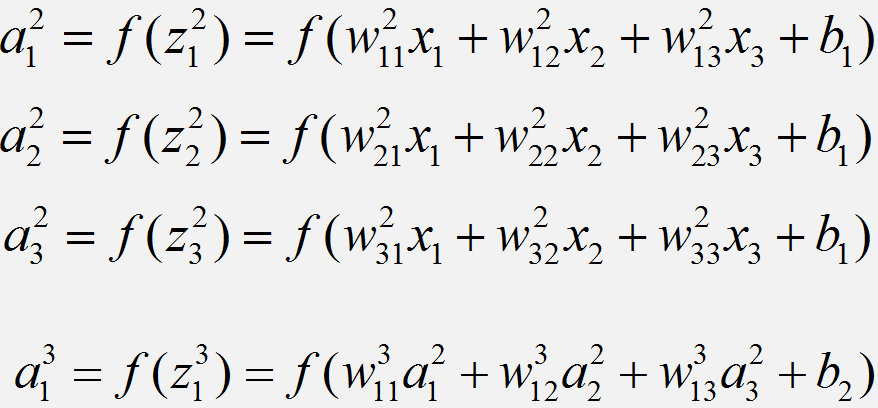 a_1^2 = f(z_1^2) = f(w_{11}^2 x_1 + w_{12}^2 x_2 + w_{13}^2 x_3 + b_1)
a_2^2 = f(z_2^2) = f(w_{21}^2 x_1 + w_{22}^2 x_2 + w_{23}^2 x_3 + b_1)
a_3^2 = f(z_3^2) = f(w_{31}^2 x_1 + w_{32}^2 x_2 + w_{33}^2 x_3 + b_1)
a_1^3 = f(z_1^3) = f(w_{11}^3 a_1^2 + w_{12}^3 a_2^2 + w_{13}^3 a_3^2 + b_2)